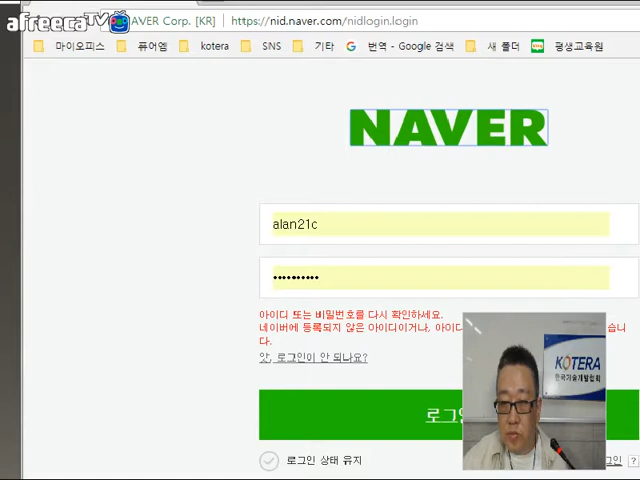 afreecaTV
NAVER Corp. [KR] https://nid.naver.com/nidlogin.login
마이오피스 퓨어엠 kotera SNS 기타 번역 - Google 검색 새 폴더 평생교육원
NAVER
alan21c
••••••••••
아이디 또는 비밀번호를 다시 확인하세요.
네이버에 등록되지 않은 아이디이거나, 아이디
습니
다.
앗, 로그인이 안 되나요?
KOTERA
한국기술개발협회
로그인
로그인 상태 유지
그인 ?